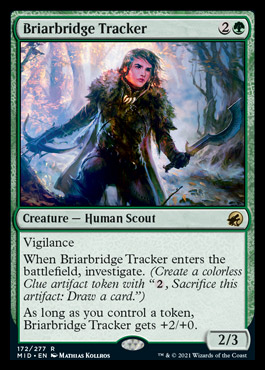 Briarbridge Tracker 2
Creature — Human Scout
Vigilance
When Briarbridge Tracker enters the
battlefield, investigate. (Create a colorless
Clue artifact token with “2, Sacrifice this
artifact: Draw a card.”)
As long as you control a token,
Briarbridge Tracker gets +2/+0.
2/3
172/277 R
MID • EN Mathias Kollros
™ & © 2021 Wizards of the Coast